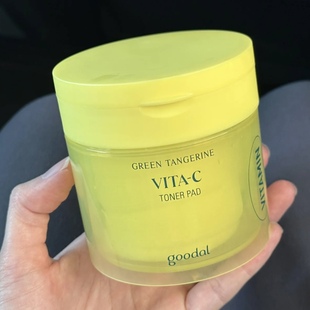 GREEN TANGERINE
VITA-C
TONER PAD
goodal